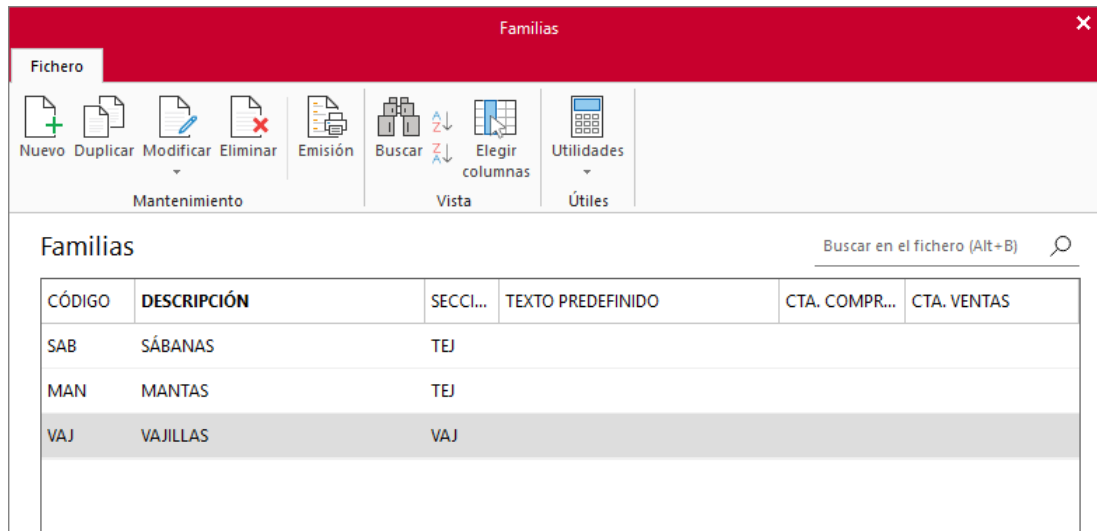 Familias
Fichero
Nuevo Duplicar Modificar Eliminar Emisión Buscar Elegir columnas Utilidades
Mantenimiento Vista Útiles
Familias
Buscar en el fichero (Alt+B)
CÓDIGO DESCRIPCIÓN SECCI... TEXTO PREDEFINIDO CTA. COMPR... CTA. VENTAS
SAB SÁBANAS TEJ
MAN MANTAS TEJ
VAJ VAJILLAS VAJ